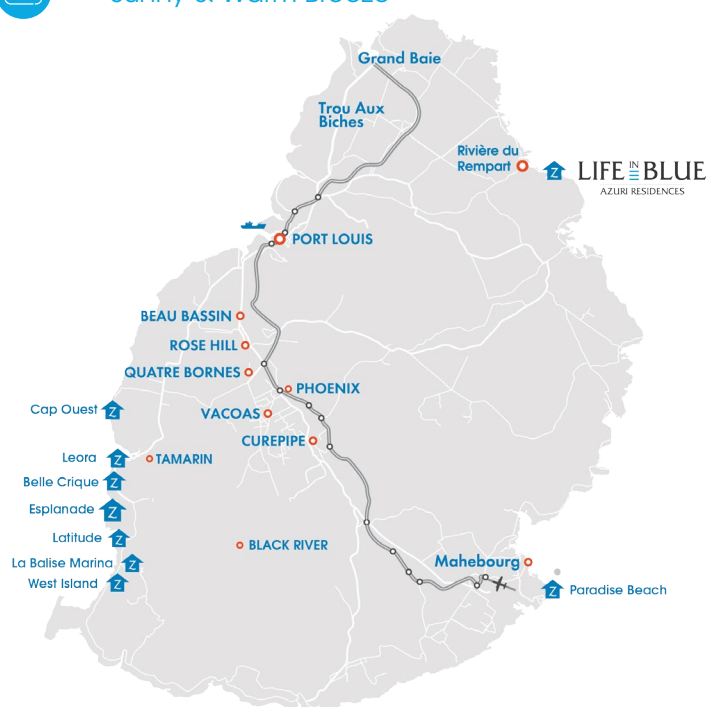 Grand Baie
Trou Aux
Biches
Rivière du
Rempart
Z
LIFE IN BLUE
AZURI RESIDENCES
PORT LOUIS
BEAU BASSIN
ROSE HILL
QUATRE BORNES
PHOENIX
Cap Ouest Z
VACOAS
CUREPIPE
Leora Z
TAMARIN
Belle Crique Z
Esplanade Z
Latitude Z
BLACK RIVER
La Balise Marina Z
Mahebourg
West Island Z
Z Paradise Beach